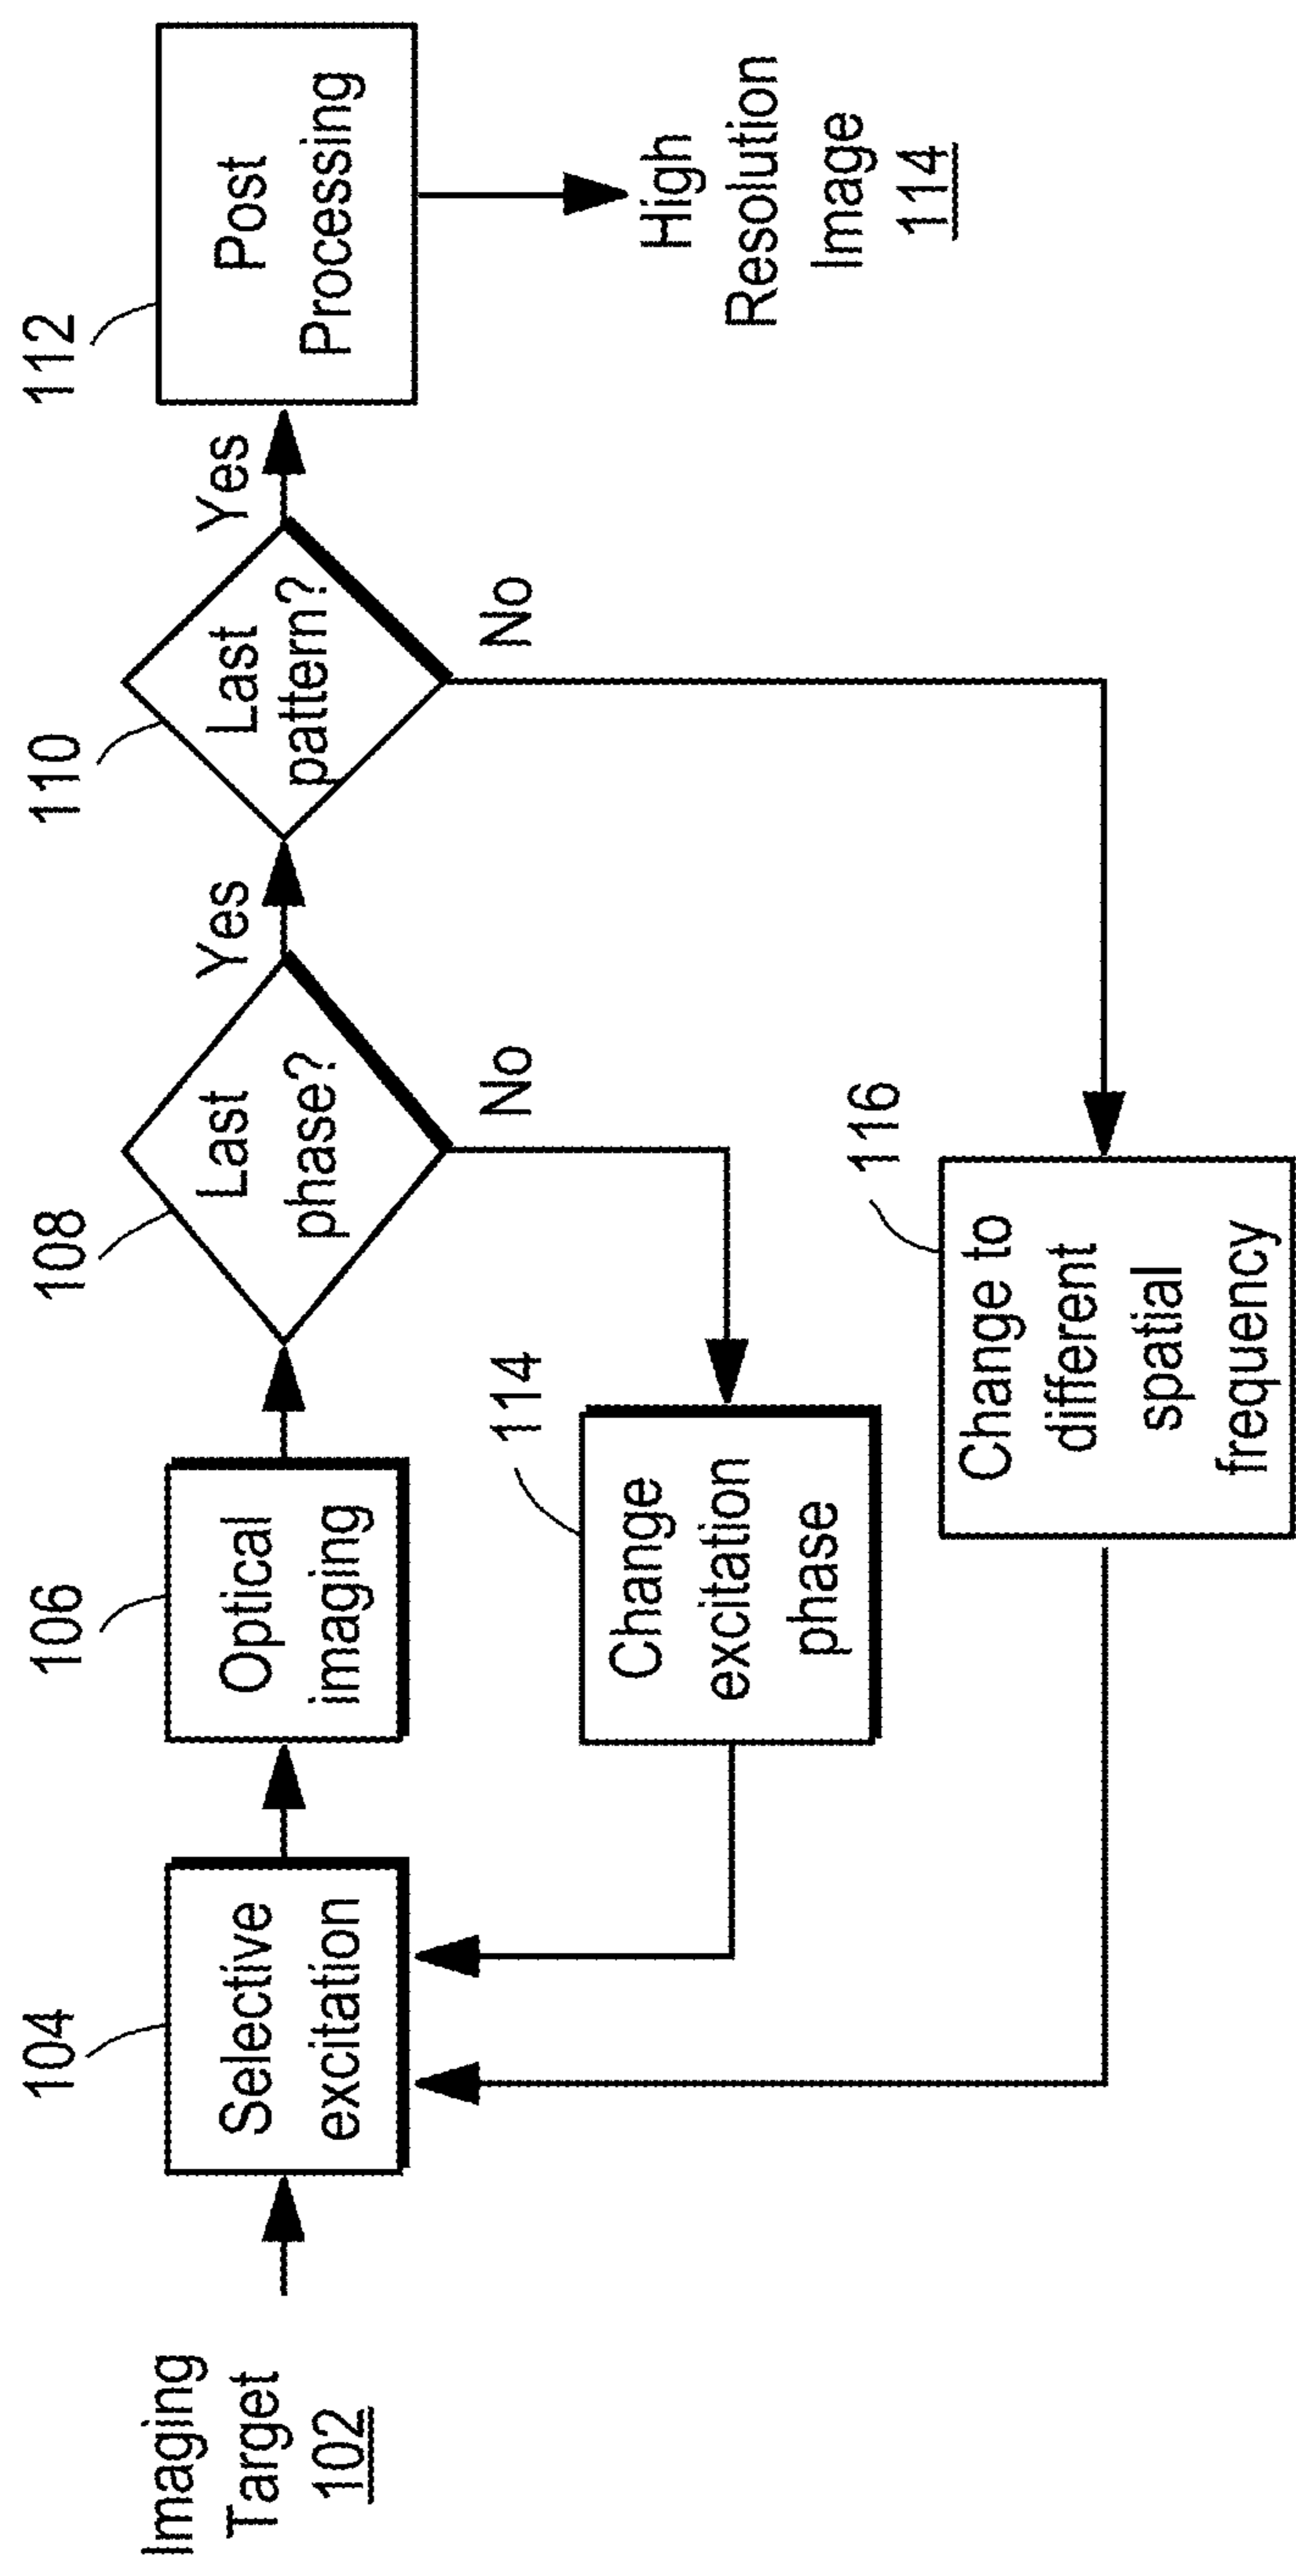 Imaging
Target
102
104
Selective
excitation
106
Optical
imaging
108
Last
phase?
Yes
No
110
Last
pattern?
Yes
No
112
Post
Processing
High
Resolution
Image
114
114
Change
excitation
phase
116
Change to
different
spatial
frequency